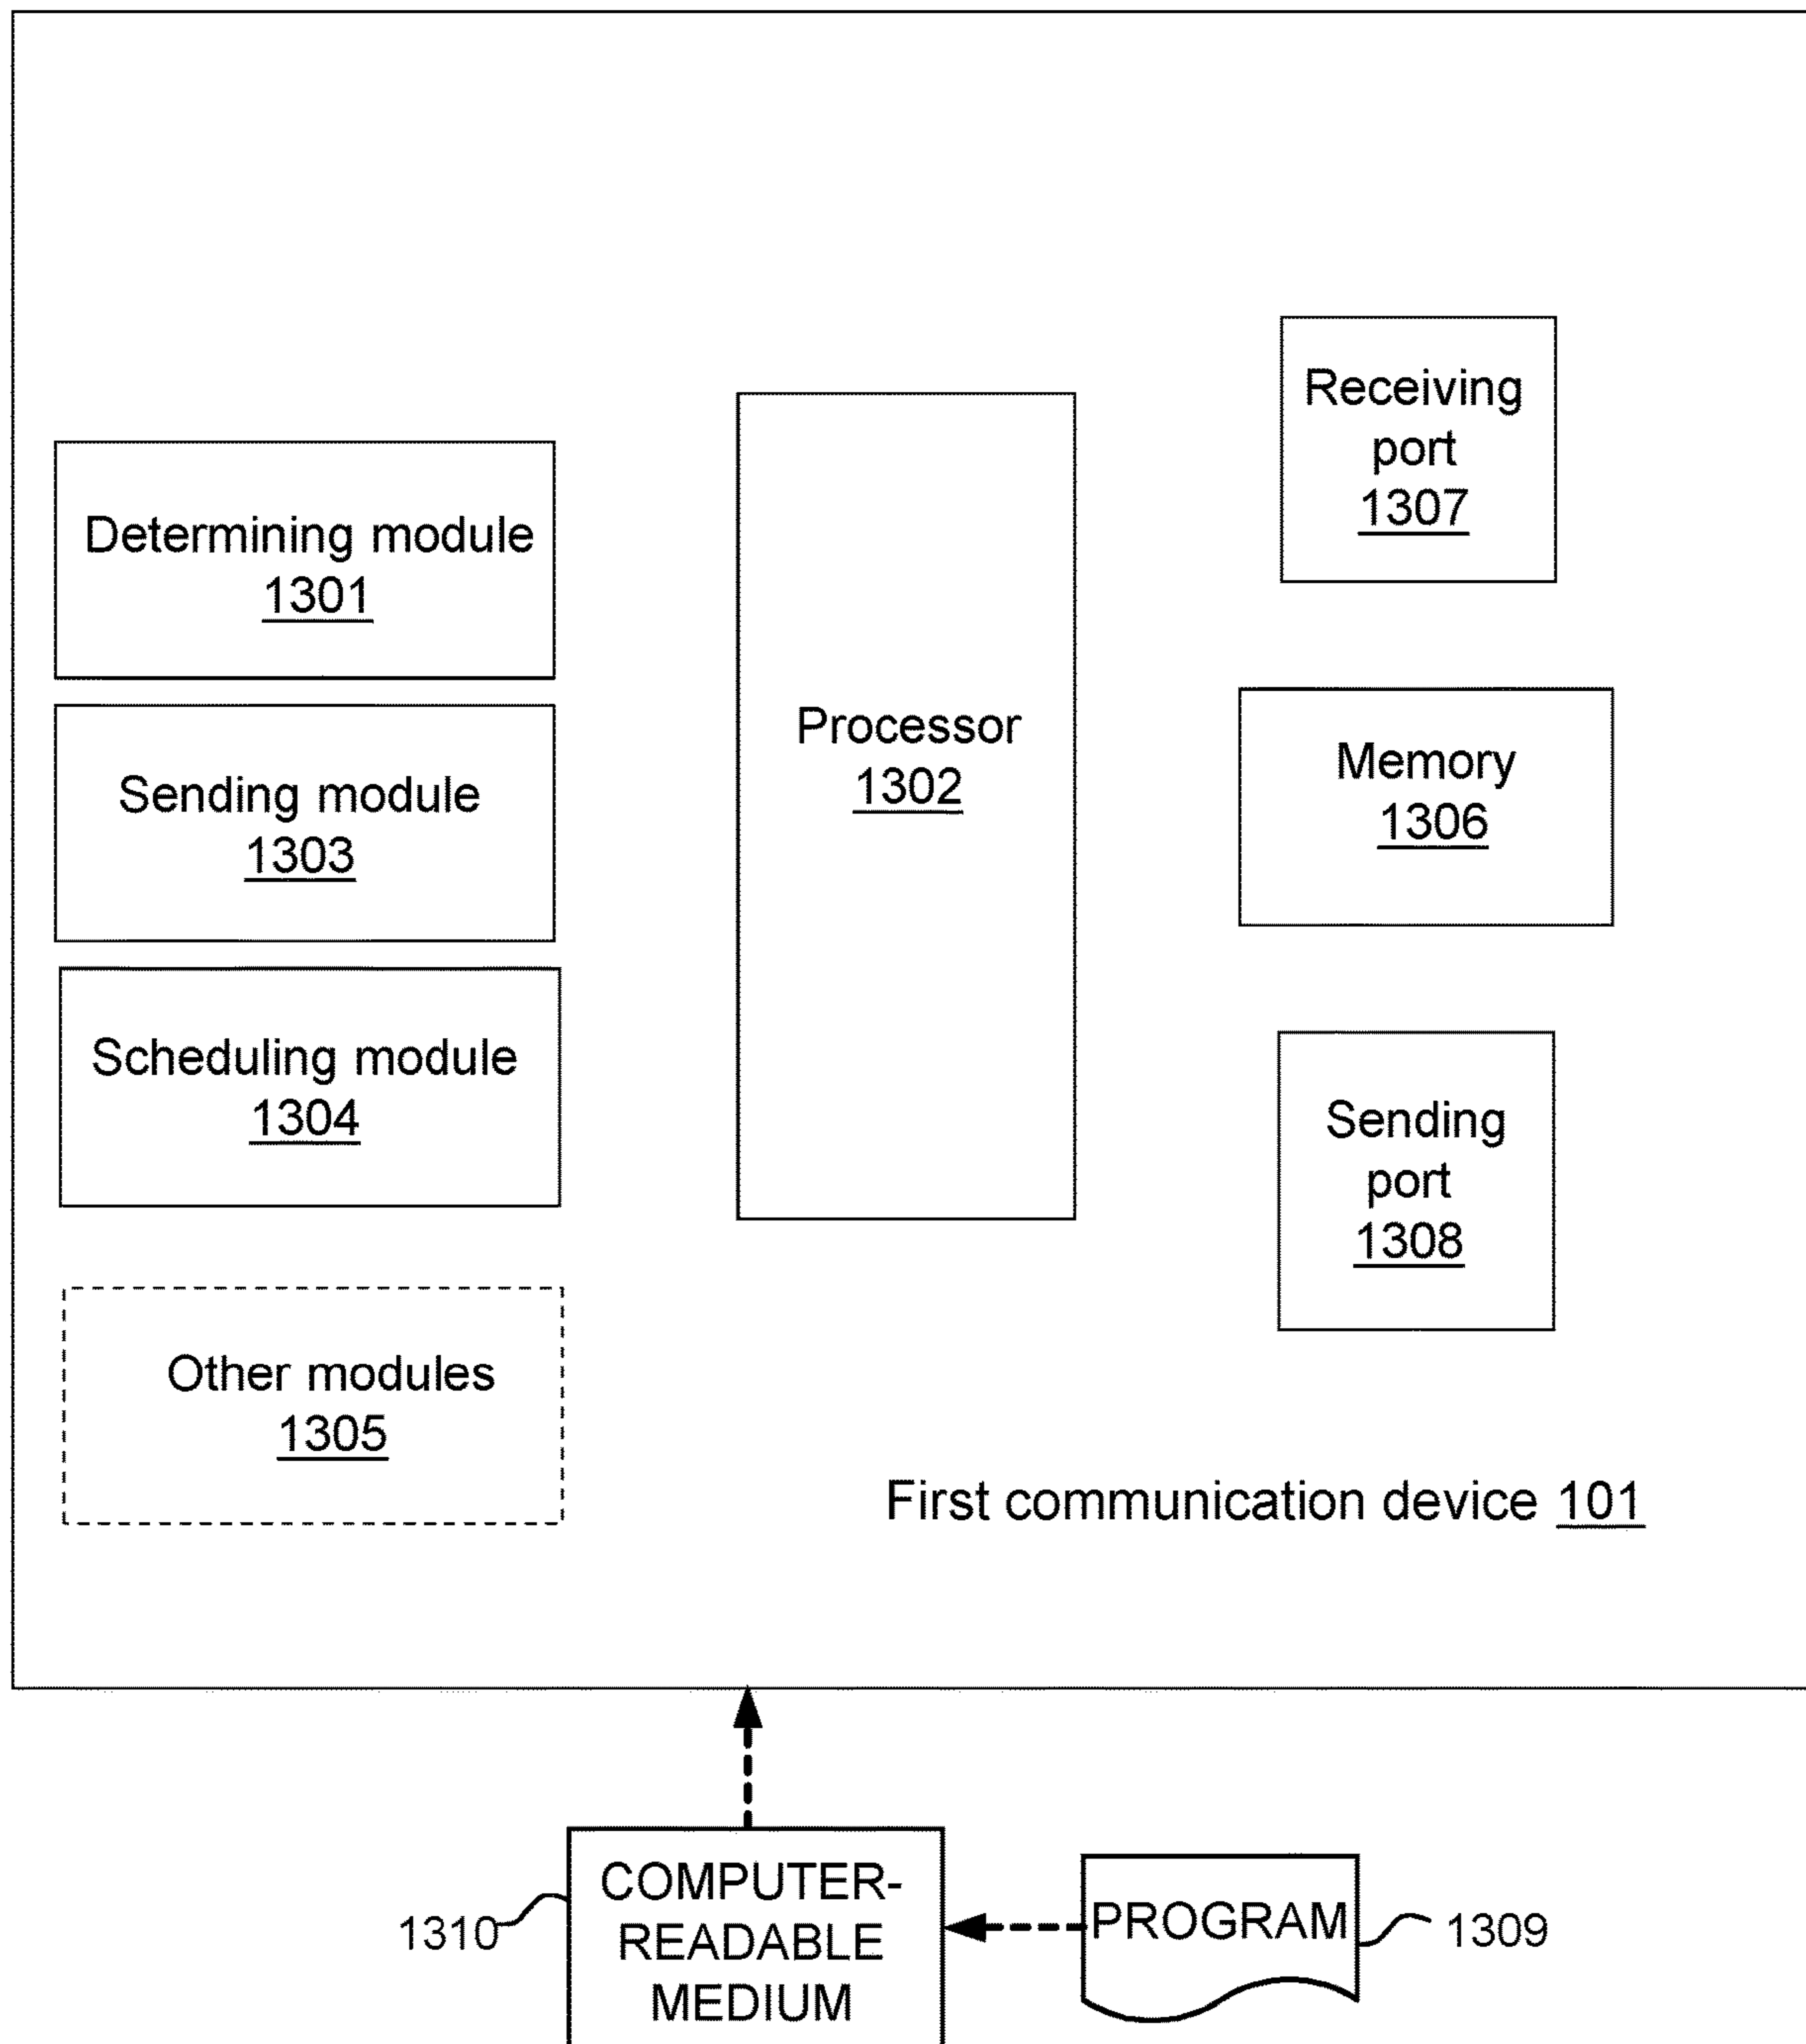 Determining module
1301
Sending module
1303
Scheduling module
1304
Other modules
1305
Processor
1302
Receiving
port
1307
Memory
1306
Sending
port
1308
First communication device 101
1310
COMPUTER-
READABLE
MEDIUM
PROGRAM
1309